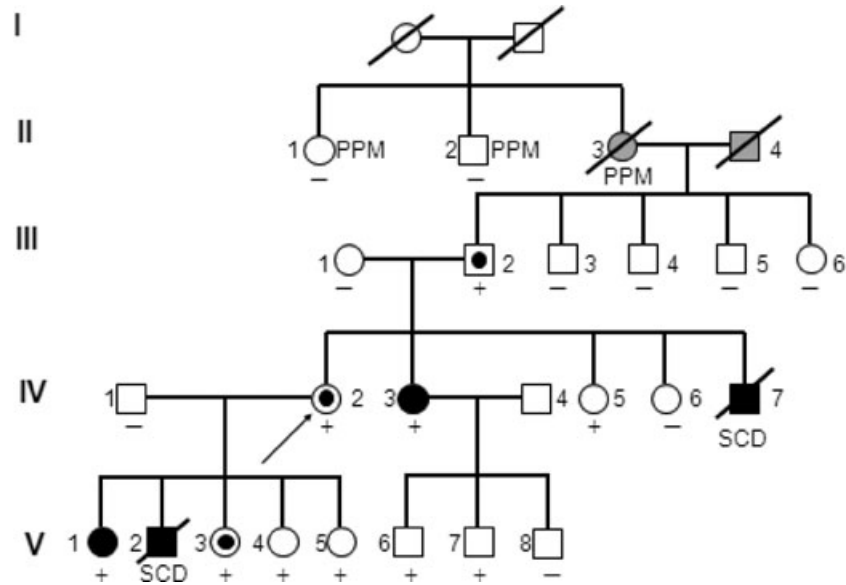 I
II
1 PPM 2 PPM 3 4
− − PPM
III
1 2 3 4 5 6
− + − − − − −
IV
1 2 3 4 5 6 7
− + + + − SCD
V
1 2 3 4 5 6 7 8
+ SCD + + + + + −